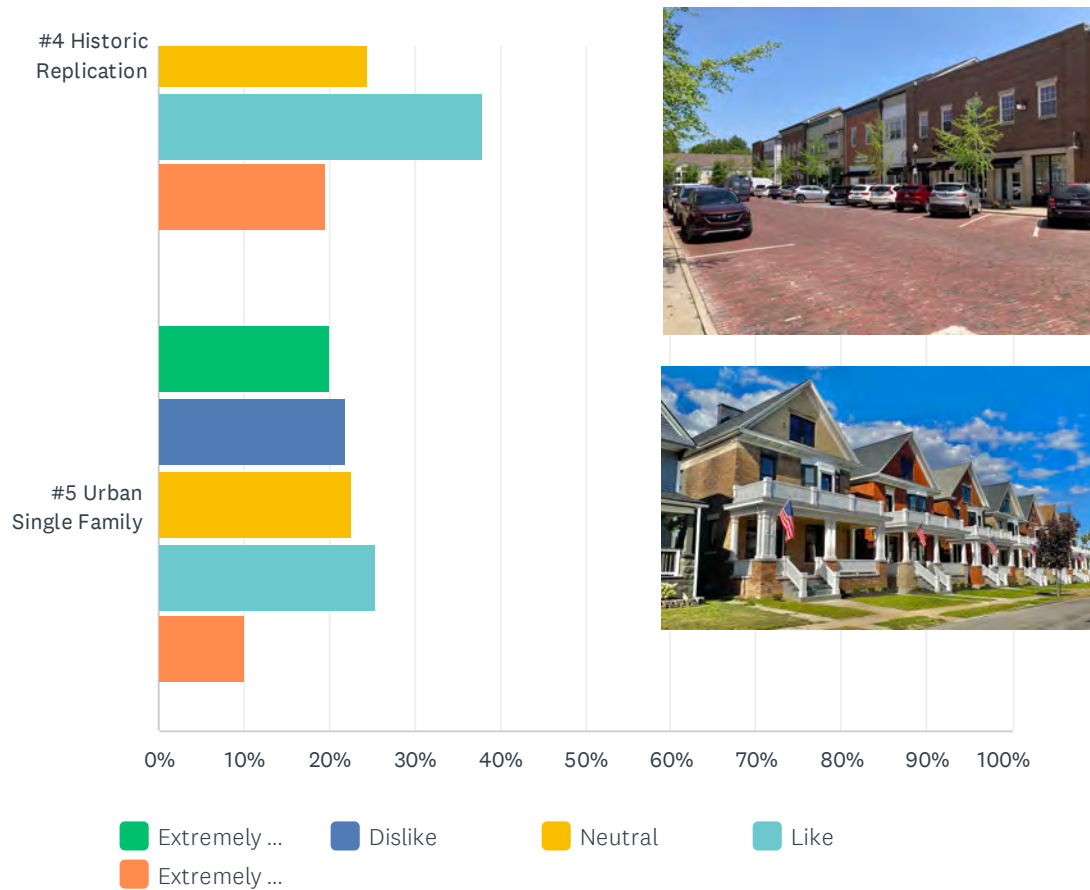 #4 Historic
Replication
#5 Urban
Single Family
0% 10% 20% 30% 40% 50% 60% 70% 80% 90% 100%
Extremely ... Dislike Neutral Like
Extremely ...